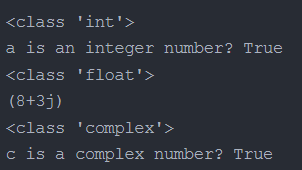 <class 'int'>
a is an integer number? True
<class 'float'>
(8+3j)
<class 'complex'>
c is a complex number? True